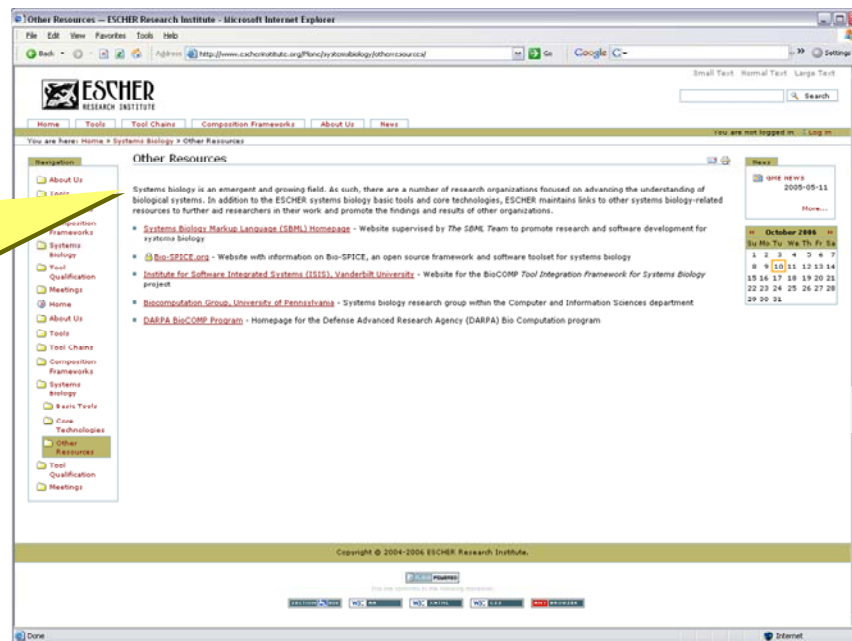 Other Resources — ESCHER Research Institute - Microsoft Internet Explorer
File Edit View Favorites Tools Help
Back Address Go Google G- » Settings
Small Text Normal Text Large Text
ESCHER
RESEARCH INSTITUTE
Search
Home Tools Tool Chains Composition Frameworks About Us News
You are not logged in Log in
You are here: Home » Systems Biology » Other Resources
Navigation
About Us
Tools
Frameworks
Systems
Biology
Tool
Qualification
Meetings
Home
About Us
Tools
Tool Chains
Composition
Frameworks
Systems
Biology
Basic Tools
Core
Technologies
Other
Resources
Tool
Qualification
Meetings
Other Resources
Systems biology is an emergent and growing field. As such, there are a number of research organizations focused on advancing the understanding of
biological systems. In addition to the ESCHER systems biology basic tools and core technologies, ESCHER maintains links to other systems biology-related
resources to further aid researchers in their work and promote the findings and results of other organizations.
Systems Biology Markup Language (SBML) Homepage - Website supervised by The SBML Team to promote research and software development for
systems biology
Bio-SPICE.org - Website with information on Bio-SPICE, an open source framework and software toolset for systems biology
Institute for Software Integrated Systems (ISIS), Vanderbilt University - Website for the BioCOMP Tool Integration Framework for Systems Biology
project
Biocomputation Group, University of Pennsylvania - Systems biology research group within the Computer and Information Sciences department
DARPA BioCOMP Program - Homepage for the Defense Advanced Research Agency (DARPA) Bio Computation program
News
GME NEWS
2005-05-11
More...
« October 2006 »
Su Mo Tu We Th Fr Sa
1 2 3 4 5 6 7
8 9 10 11 12 13 14
15 16 17 18 19 20 21
22 23 24 25 26 27 28
29 30 31
Copyright © 2004-2006 ESCHER Research Institute.
POWERED
Done Internet